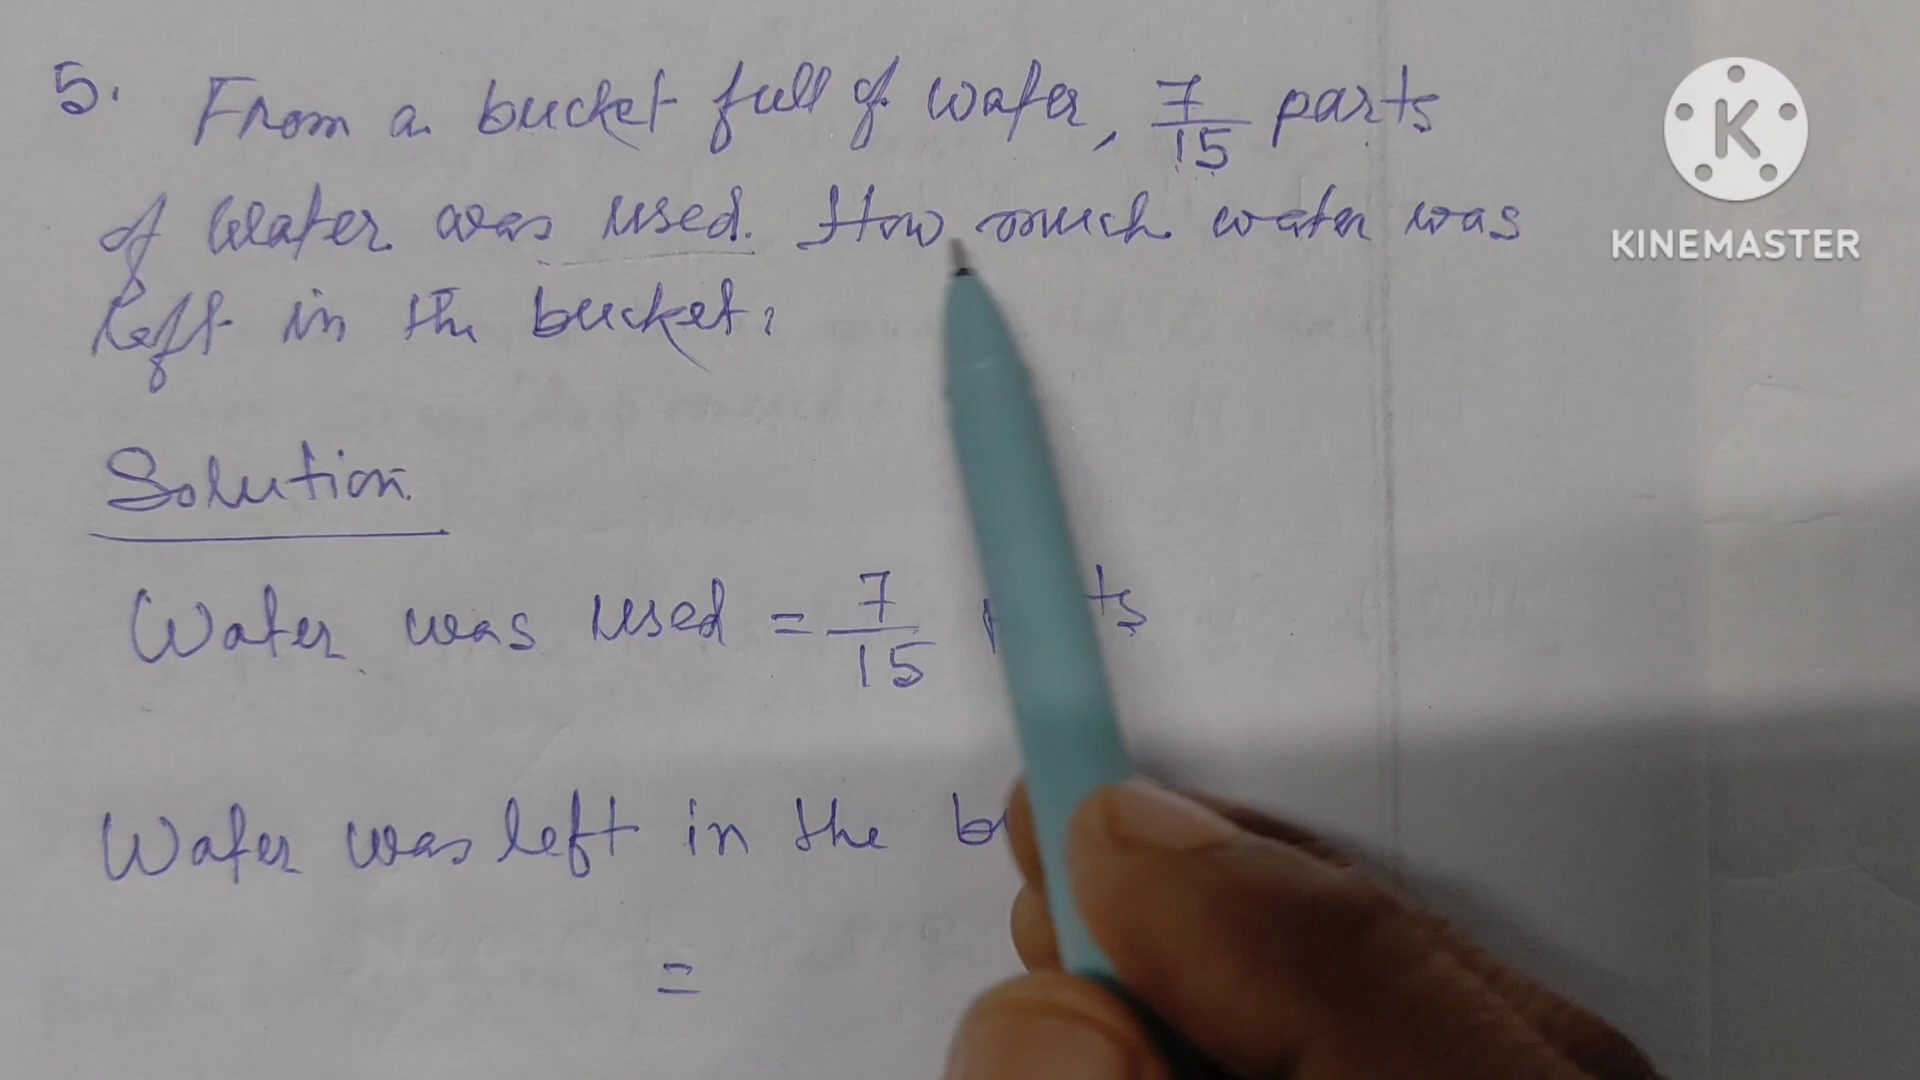 5. From a bucket full of water, 7/15 parts
of water was used. How much water was
left in the bucket?
Solution
Water was used = 7/15
Water was left in the
=
K
KINEMASTER